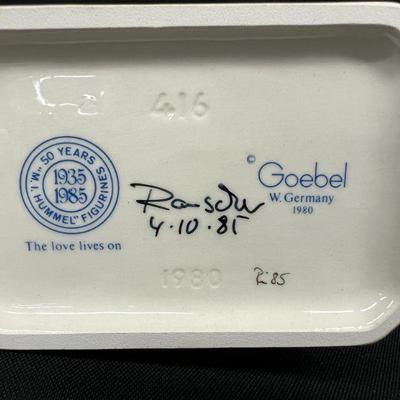 416
50 YEARS
"M. I. HUMMEL" FIGURINES
1935
1985
The love lives on
© Goebel
W. Germany
1980
4·10·85
1980
85